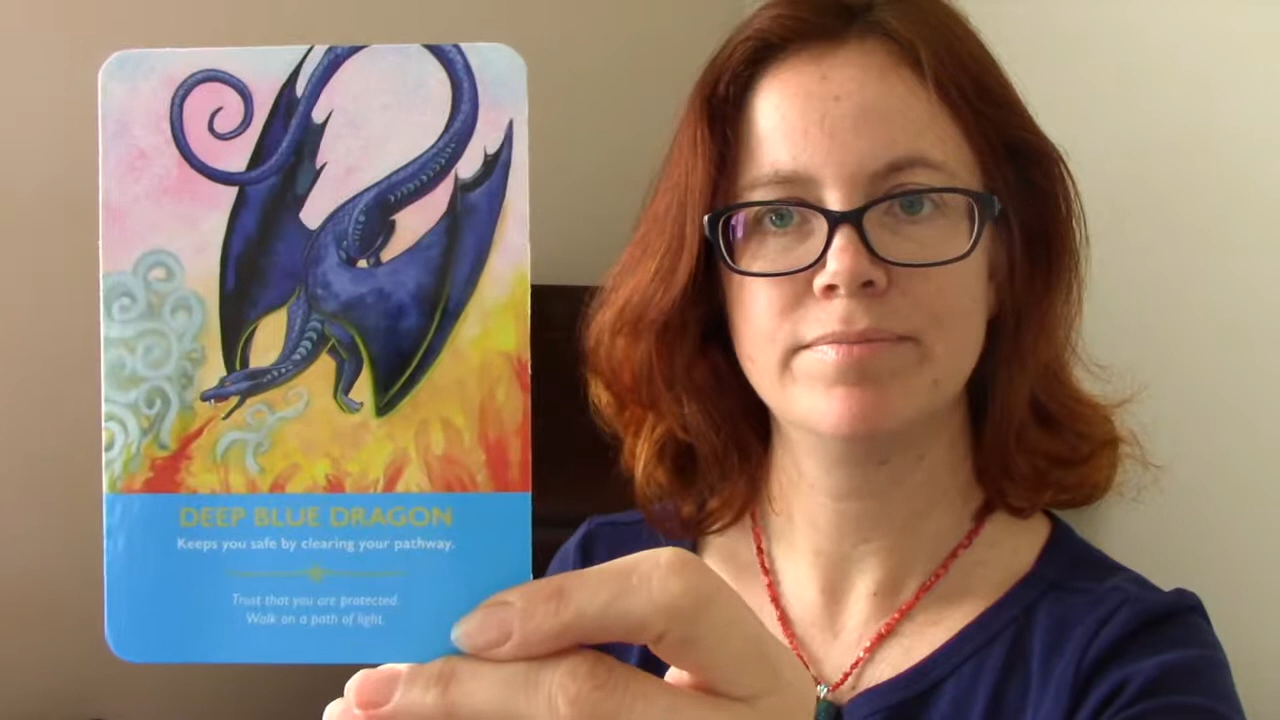 DEEP BLUE DRAGON
Keeps you safe by clearing your pathway.
Trust that you are protected.
Walk on a path of light.